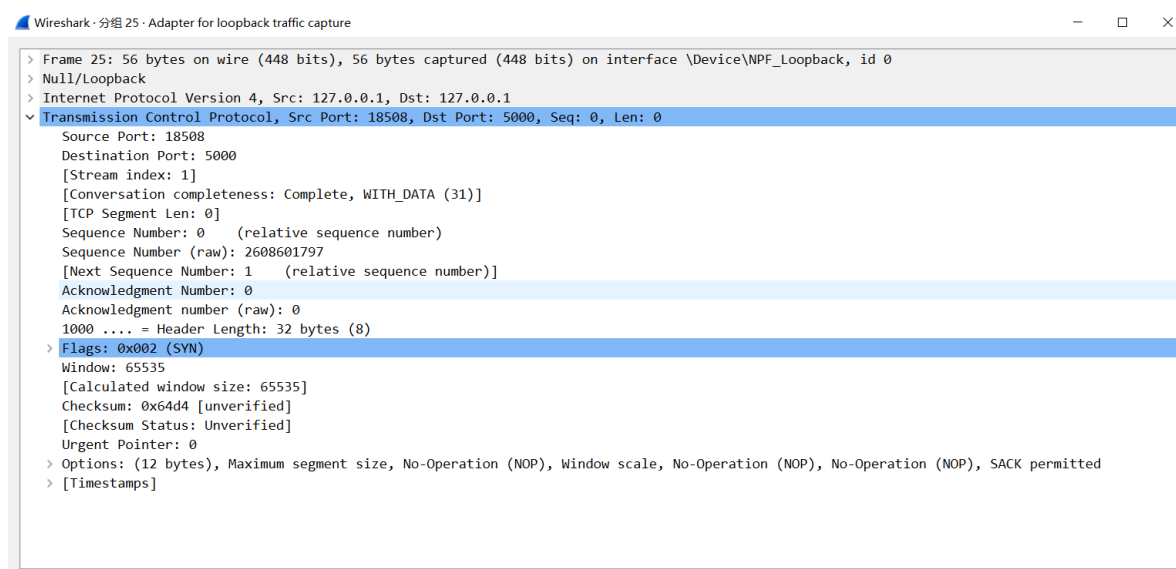 Wireshark · 分组 25 · Adapter for loopback traffic capture
Frame 25: 56 bytes on wire (448 bits), 56 bytes captured (448 bits) on interface \Device\NPF_Loopback, id 0
Null/Loopback
Internet Protocol Version 4, Src: 127.0.0.1, Dst: 127.0.0.1
Transmission Control Protocol, Src Port: 18508, Dst Port: 5000, Seq: 0, Len: 0
Source Port: 18508
Destination Port: 5000
[Stream index: 1]
[Conversation completeness: Complete, WITH_DATA (31)]
[TCP Segment Len: 0]
Sequence Number: 0    (relative sequence number)
Sequence Number (raw): 2608601797
[Next Sequence Number: 1    (relative sequence number)]
Acknowledgment Number: 0
Acknowledgment number (raw): 0
1000 .... = Header Length: 32 bytes (8)
Flags: 0x002 (SYN)
Window: 65535
[Calculated window size: 65535]
Checksum: 0x64d4 [unverified]
[Checksum Status: Unverified]
Urgent Pointer: 0
Options: (12 bytes), Maximum segment size, No-Operation (NOP), Window scale, No-Operation (NOP), No-Operation (NOP), SACK permitted
[Timestamps]